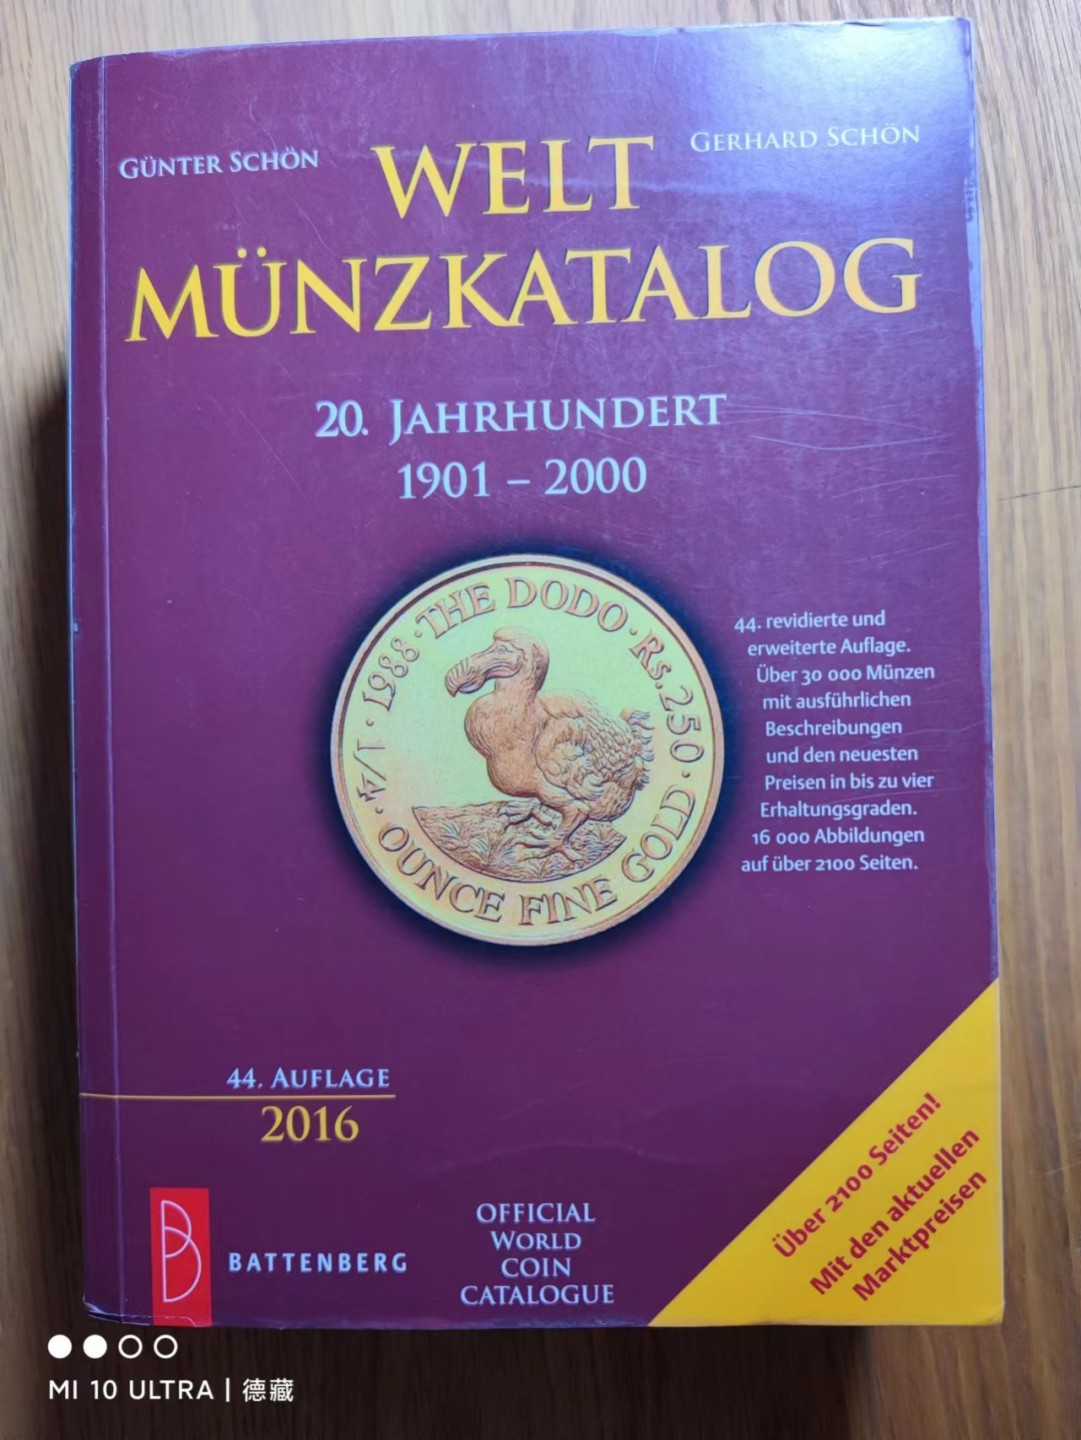 GÜNTER SCHÖN
GERHARD SCHÖN
WELT
MÜNZKATALOG
20. JAHRHUNDERT
1901 – 2000
1/4 · 1988 · THE DODO · Rs. 250 ·
OUNCE FINE GOLD
44. revidierte und
erweiterte Auflage.
Über 30 000 Münzen
mit ausführlichen
Beschreibungen
und den neuesten
Preisen in bis zu vier
Erhaltungsgraden.
16 000 Abbildungen
auf über 2100 Seiten.
44. AUFLAGE
2016
BATTENBERG
OFFICIAL
WORLD
COIN
CATALOGUE
Über 2100 Seiten!
Mit den aktuellen
Marktpreisen
MI 10 ULTRA | 德藏